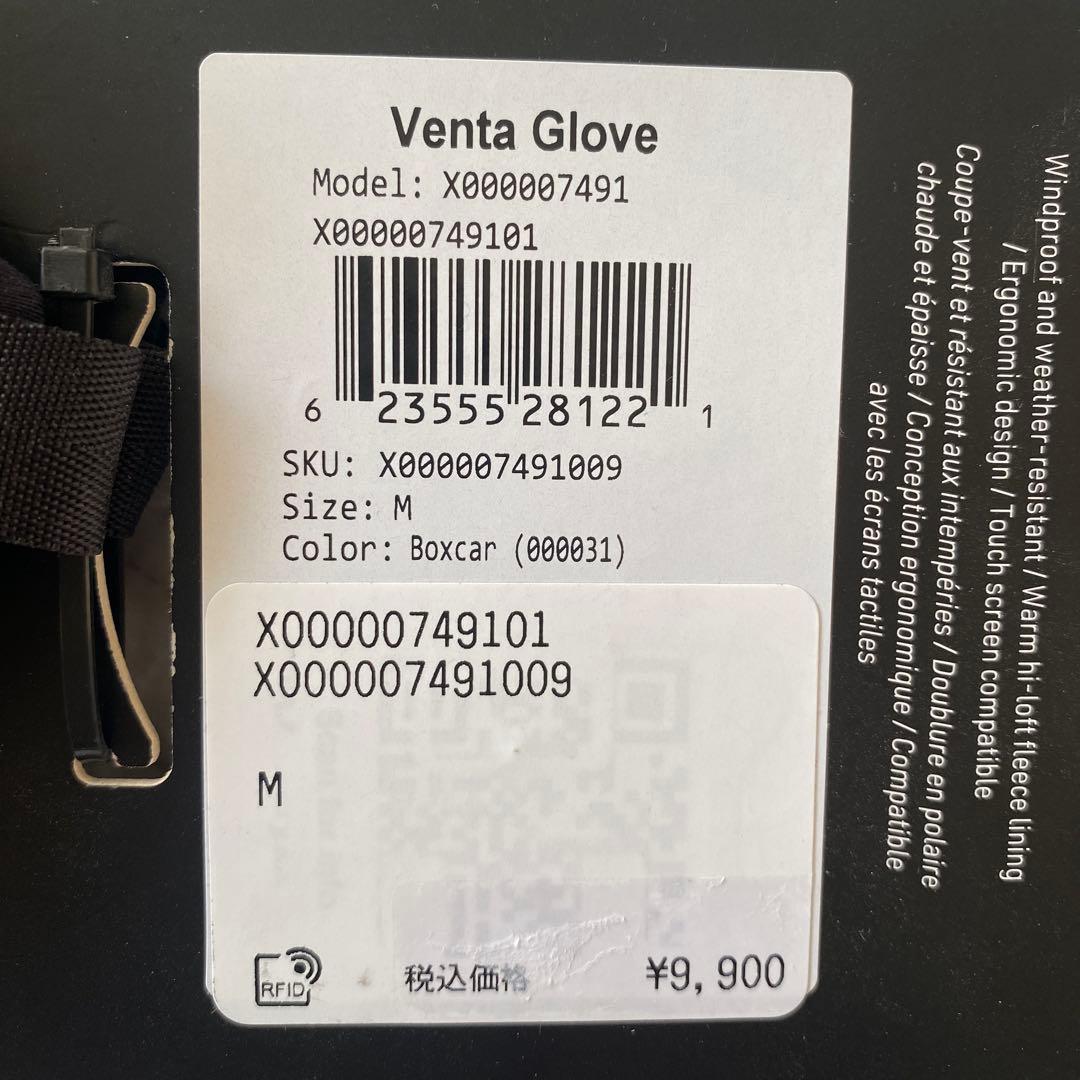 Venta Glove
Model: X000007491
X00000749101
6 23555 28122 1
SKU: X000007491009
Size: M
Color: Boxcar (000031)
X00000749101
X000007491009
M
RFID
税込価格 ¥9,900
Windproof and weather-resistant / Warm hi-loft fleece lining
/ Ergonomic design / Touch screen compatible
Coupe-vent et résistant aux intempéries / Doublure en polaire
chaude et épaisse / Conception ergonomique / Compatible
avec les écrans tactiles